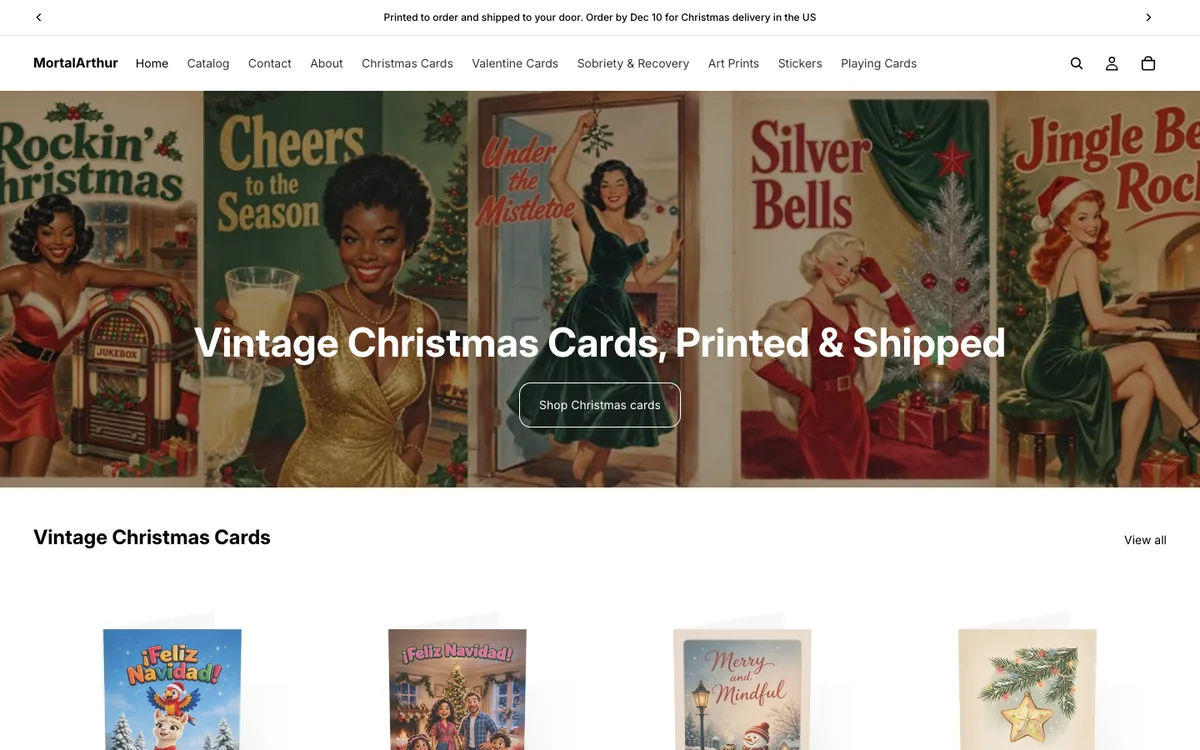 Printed to order and shipped to your door. Order by Dec 10 for Christmas delivery in the US
MortalArthur Home Catalog Contact About Christmas Cards Valentine Cards Sobriety & Recovery Art Prints Stickers Playing Cards
Rockin'
hristmas
JUKEBOX
Cheers
to the
Season
Under
the
Mistletoe
Silver
Bells
Jingle Be
Rock
Vintage Christmas Cards, Printed & Shipped
Shop Christmas cards
Vintage Christmas Cards
View all
¡Feliz
Navidad!
¡Feliz Navidad!
Merry
and
Mindful